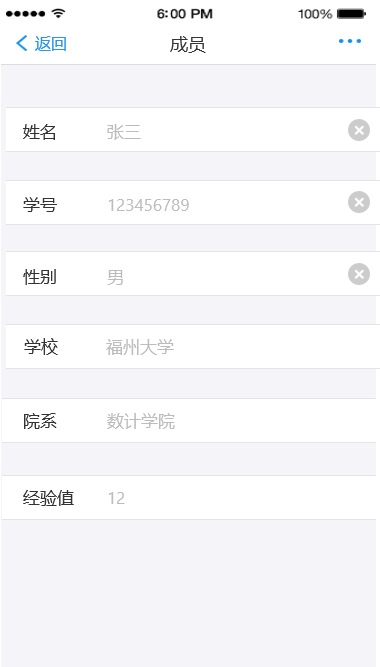 6:00 PM 100%
返回 成员
姓名 张三
学号 123456789
性别 男
学校 福州大学
院系 数计学院
经验值 12